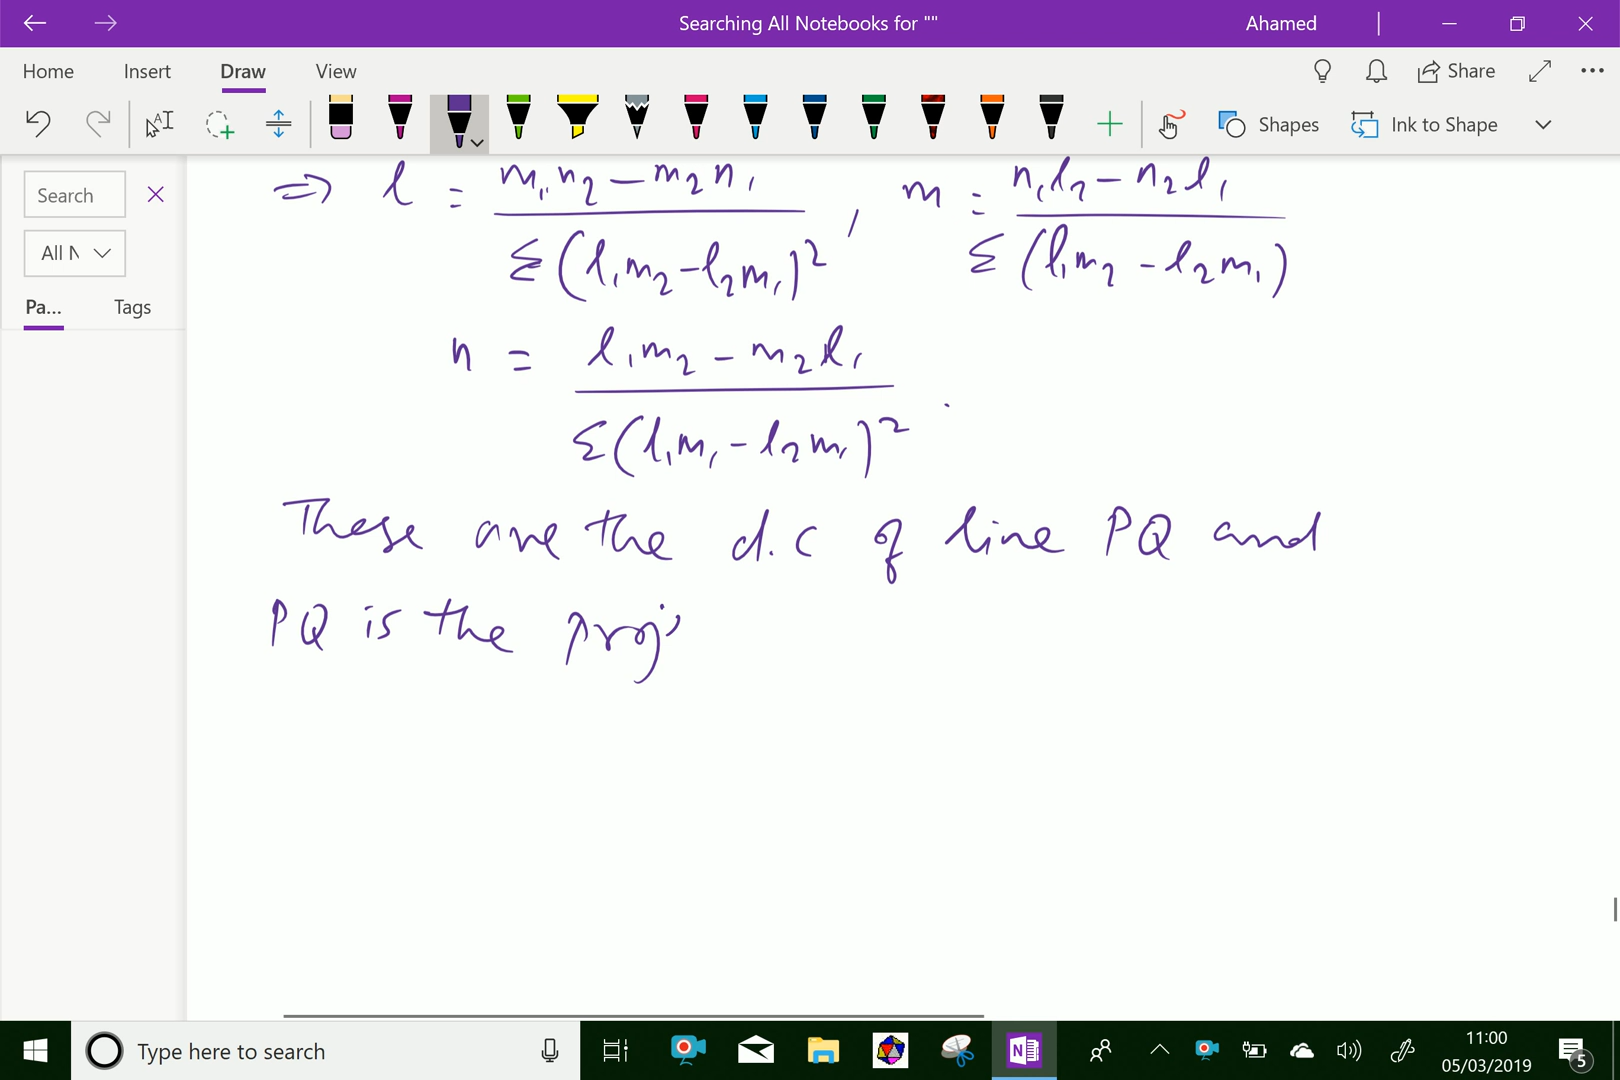 Searching All Notebooks for ""
Ahamed
Home Insert Draw View
Share
Shapes
Ink to Shape
Search
All N
Pa... Tags
⇒ l = m₁n₂ − m₂n₁ / Σ(l₁m₂ − l₂m₁)² , m = n₁l₂ − n₂l₁ / Σ(l₁m₂ − l₂m₁)
n = l₁m₂ − m₂l₁ / Σ(l₁m₁ − l₂m₁)² .
These are the d.c of line PQ and
PQ is the proj
Type here to search
11:00
05/03/2019
5